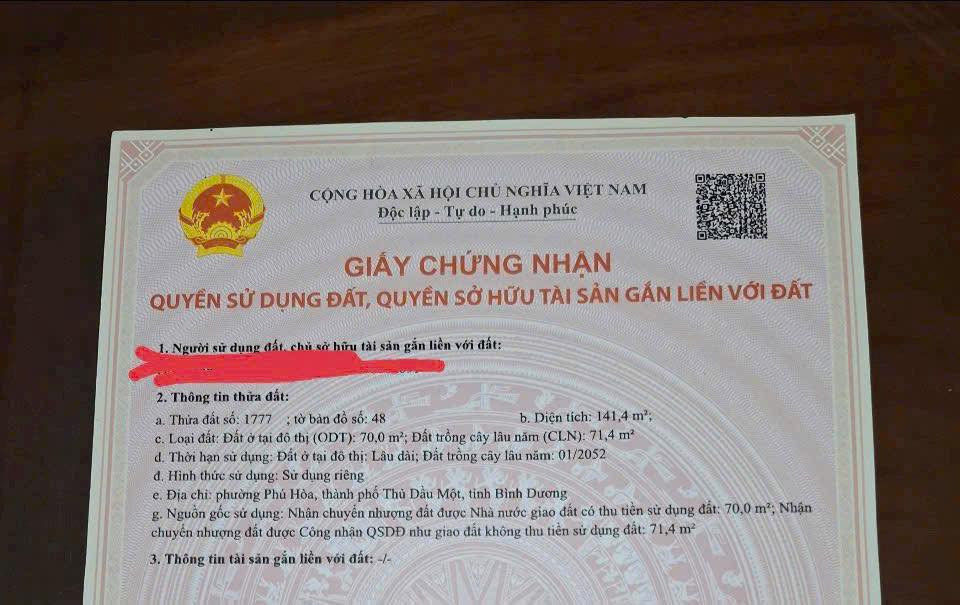 CỘNG HÒA XÃ HỘI CHỦ NGHĨA VIỆT NAM
Độc lập - Tự do - Hạnh phúc
GIẤY CHỨNG NHẬN
QUYỀN SỬ DỤNG ĐẤT, QUYỀN SỞ HỮU TÀI SẢN GẮN LIỀN VỚI ĐẤT
1. Người sử dụng đất, chủ sở hữu tài sản gắn liền với đất:
2. Thông tin thửa đất:
a. Thửa đất số: 1777 ; tờ bản đồ số: 48 b. Diện tích: 141,4 m²;
c. Loại đất: Đất ở tại đô thị (ODT): 70,0 m²; Đất trồng cây lâu năm (CLN): 71,4 m²
d. Thời hạn sử dụng: Đất ở tại đô thị: Lâu dài; Đất trồng cây lâu năm: 01/2052
đ. Hình thức sử dụng: Sử dụng riêng
e. Địa chỉ: phường Phú Hòa, thành phố Thủ Dầu Một, tỉnh Bình Dương
g. Nguồn gốc sử dụng: Nhận chuyển nhượng đất được Nhà nước giao đất có thu tiền sử dụng đất: 70,0 m²; Nhận
chuyển nhượng đất được Công nhận QSDĐ như giao đất không thu tiền sử dụng đất: 71,4 m²
3. Thông tin tài sản gắn liền với đất: -/-